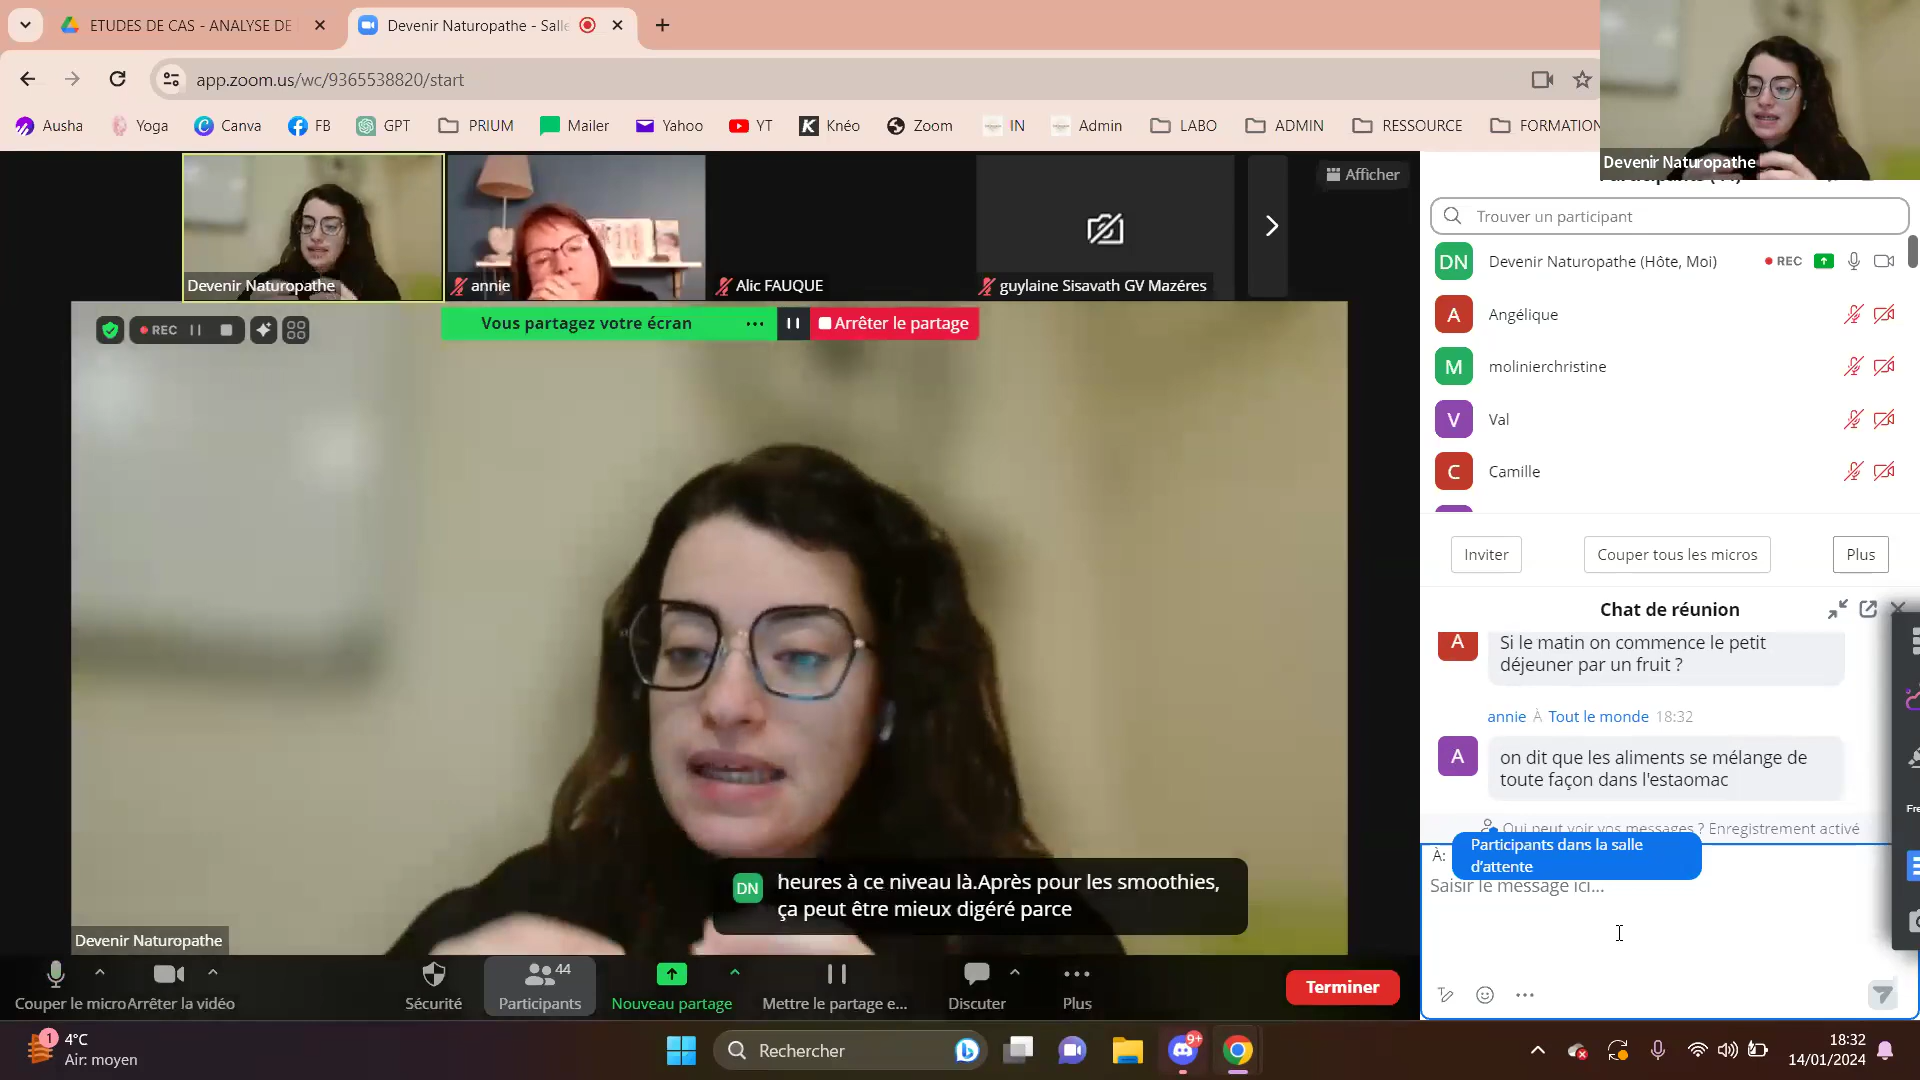 ETUDES DE CAS - ANALYSE DE
Devenir Naturopathe - Salle
app.zoom.us/wc/9365538820/start
Ausha
Yoga
Canva
FB
GPT
PRIUM
Mailer
Yahoo
YT
Knéo
Zoom
IN
Admin
LABO
ADMIN
RESSOURCE
FORMATION
Devenir Naturopathe
Devenir Naturopathe
annie
Alic FAUQUE
guylaine Sisavath GV Mazéres
Afficher
REC
Vous partagez votre écran
Arrêter le partage
Trouver un participant
DN
Devenir Naturopathe (Hôte, Moi)
REC
A
Angélique
M
molinierchristine
V
Val
C
Camille
Inviter
Couper tous les micros
Plus
Chat de réunion
A
Si le matin on commence le petit
déjeuner par un fruit ?
annie À Tout le monde 18:32
A
on dit que les aliments se mélange de
toute façon dans l'estaomac
Qui peut voir vos messages ? Enregistrement activé
À:
Participants dans la salle
d'attente
Saisir le message ici...
Fre
DN
heures à ce niveau là.Après pour les smoothies,
ça peut être mieux digéré parce
Devenir Naturopathe
Couper le micro
Arrêter la vidéo
Sécurité
44
Participants
Nouveau partage
Mettre le partage e...
Discuter
Plus
Terminer
1
4°C
Air: moyen
Rechercher
9+
18:32
14/01/2024